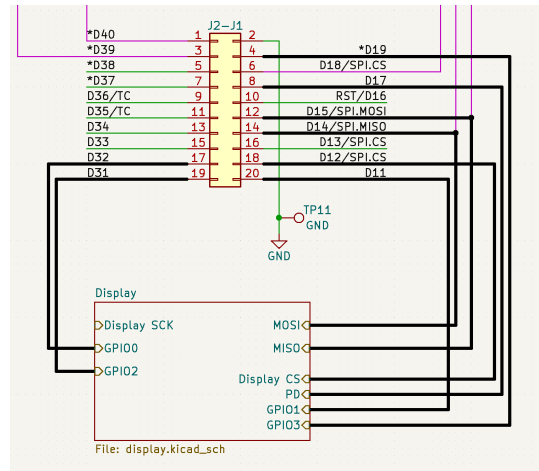 J2-J1
*D40 1 2
*D39 3 4 *D19
*D38 5 6 D18/SPI.CS
*D37 7 8 D17
D36/TC 9 10 RST/D16
D35/TC 11 12 D15/SPI.MOSI
D34 13 14 D14/SPI.MISO
D33 15 16 D13/SPI.CS
D32 17 18 D12/SPI.CS
D31 19 20 D11
TP11
GND
GND
Display
Display SCK MOSI
GPIO0 MISO
GPIO2
Display CS
PD
GPIO1
GPIO3
File: display.kicad_sch